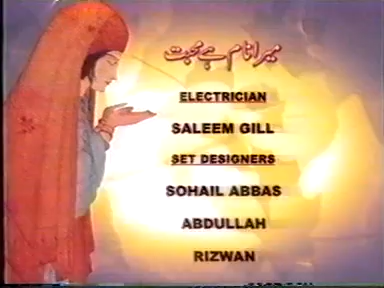 میرا نام ہے محبت
ELECTRICIAN
SALEEM GILL
SET DESIGNERS
SOHAIL ABBAS
ABDULLAH
RIZWAN